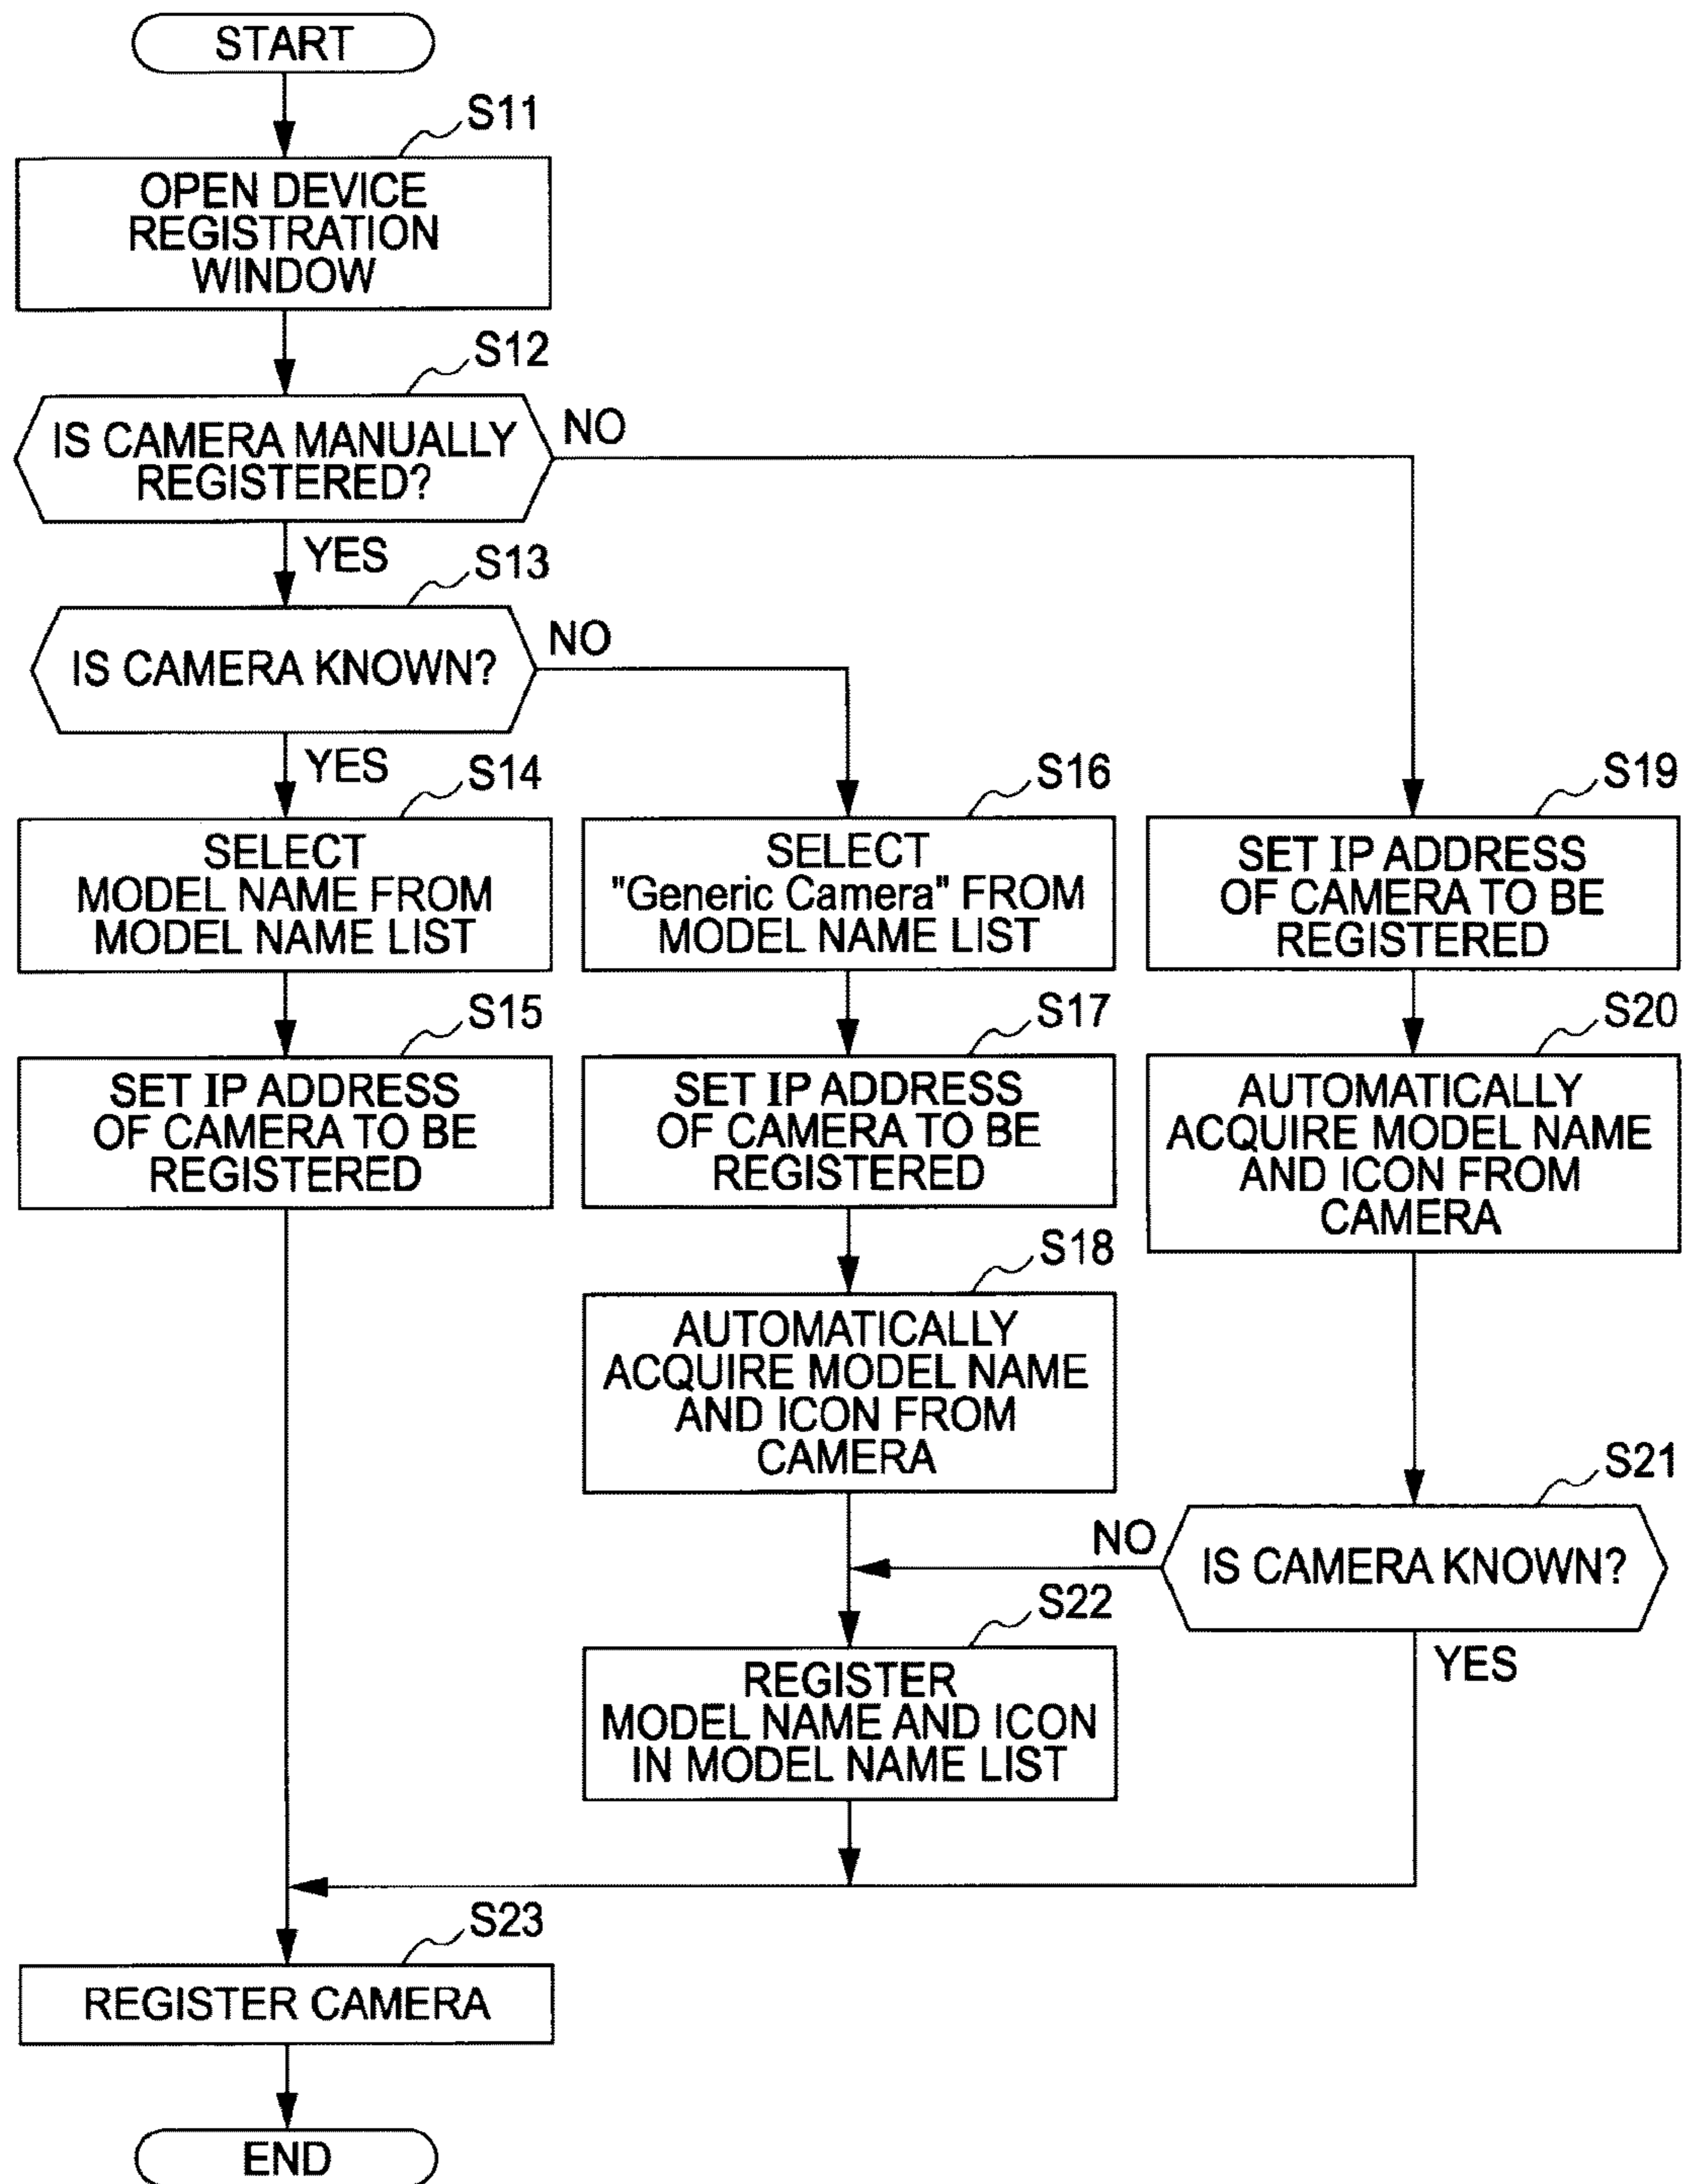 START
S11
OPEN DEVICE
REGISTRATION
WINDOW
S12
IS CAMERA MANUALLY
REGISTERED?
NO
YES
S13
IS CAMERA KNOWN?
NO
YES
S14
SELECT
MODEL NAME FROM
MODEL NAME LIST
S16
SELECT
"Generic Camera" FROM
MODEL NAME LIST
S19
SET IP ADDRESS
OF CAMERA TO BE
REGISTERED
S15
SET IP ADDRESS
OF CAMERA TO BE
REGISTERED
S17
SET IP ADDRESS
OF CAMERA TO BE
REGISTERED
S20
AUTOMATICALLY
ACQUIRE MODEL NAME
AND ICON FROM
CAMERA
S18
AUTOMATICALLY
ACQUIRE MODEL NAME
AND ICON FROM
CAMERA
S21
IS CAMERA KNOWN?
NO
YES
S22
REGISTER
MODEL NAME AND ICON
IN MODEL NAME LIST
S23
REGISTER CAMERA
END